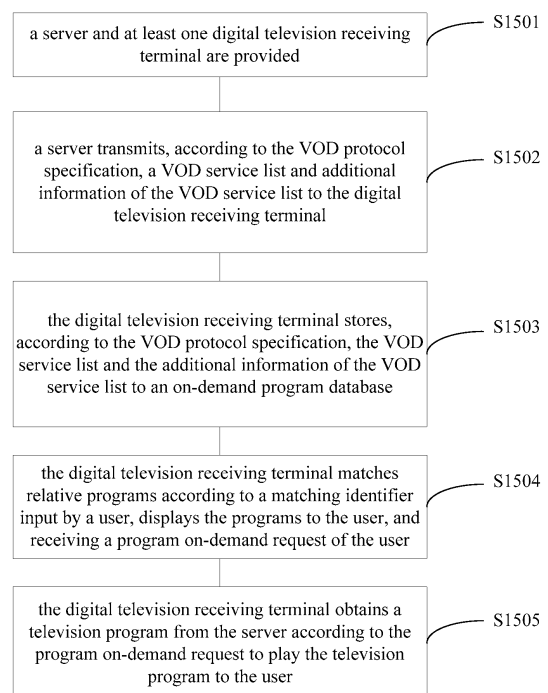 a server and at least one digital television receiving
terminal are provided
S1501
a server transmits, according to the VOD protocol
specification, a VOD service list and additional
information of the VOD service list to the digital
television receiving terminal
S1502
the digital television receiving terminal stores,
according to the VOD protocol specification, the VOD
service list and the additional information of the VOD
service list to an on-demand program database
S1503
the digital television receiving terminal matches
relative programs according to a matching identifier
input by a user, displays the programs to the user, and
receiving a program on-demand request of the user
S1504
the digital television receiving terminal obtains a
television program from the server according to the
program on-demand request to play the television
program to the user
S1505